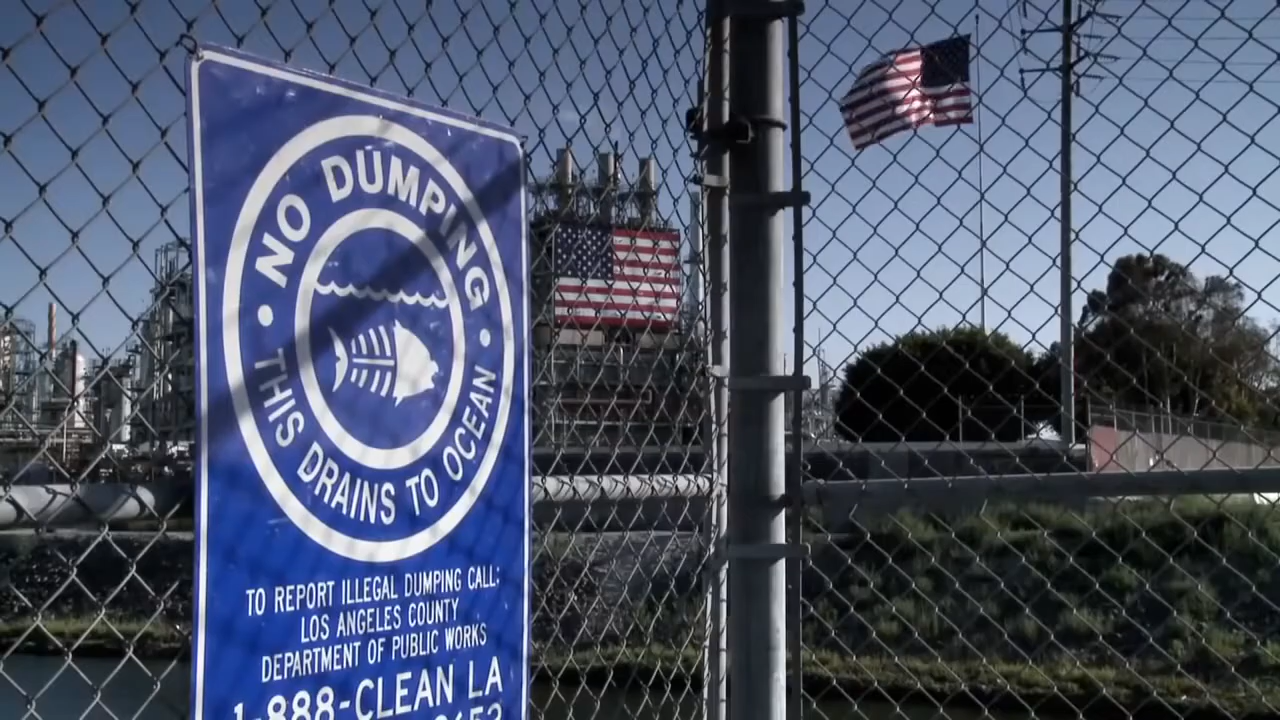 • NO DUMPING •
THIS DRAINS TO OCEAN
TO REPORT ILLEGAL DUMPING CALL:
LOS ANGELES COUNTY
DEPARTMENT OF PUBLIC WORKS
1-888-CLEAN LA